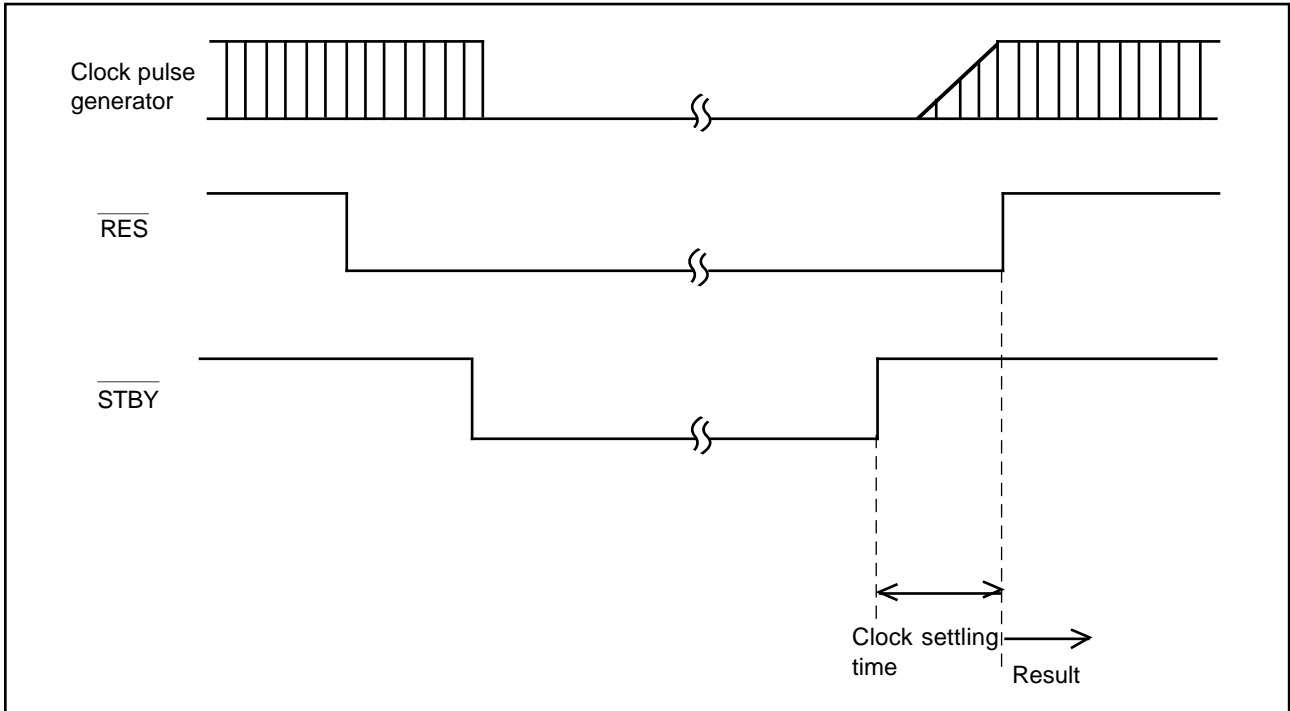 Clock pulse
generator
RES
STBY
Clock settling
time
Result